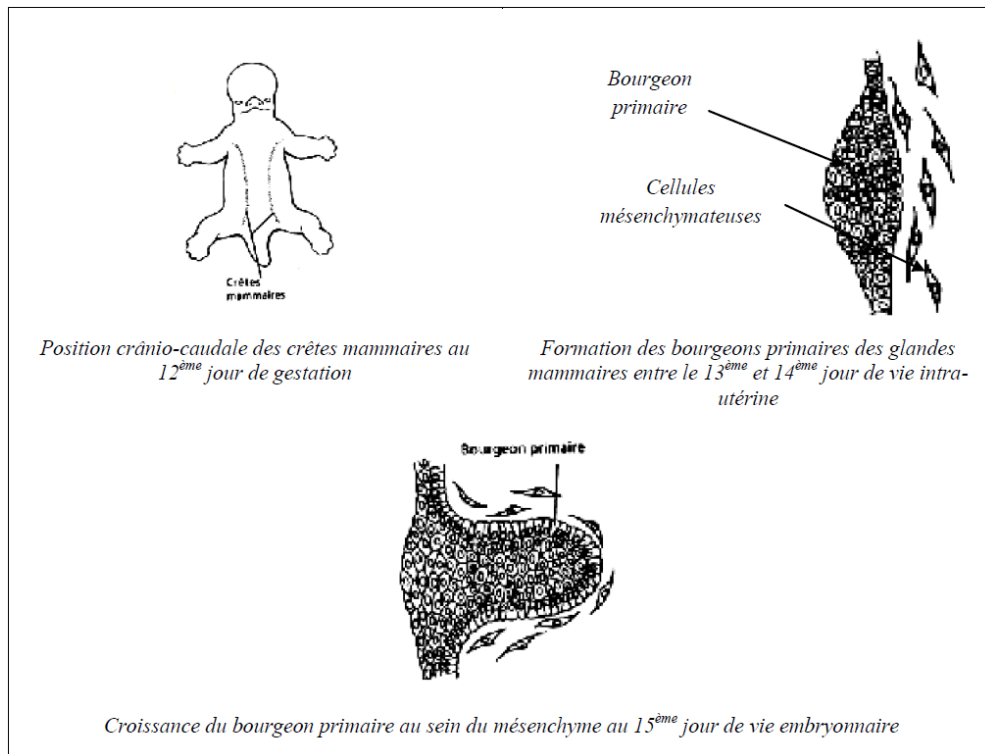 Bourgeon
primaire
Cellules
mésenchymateuses
Crêtes
mammaires
Position crânio-caudale des crêtes mammaires au
12ème jour de gestation
Formation des bourgeons primaires des glandes
mammaires entre le 13ème et 14ème jour de vie intra-
utérine
Bourgeon primaire
Croissance du bourgeon primaire au sein du mésenchyme au 15ème jour de vie embryonnaire